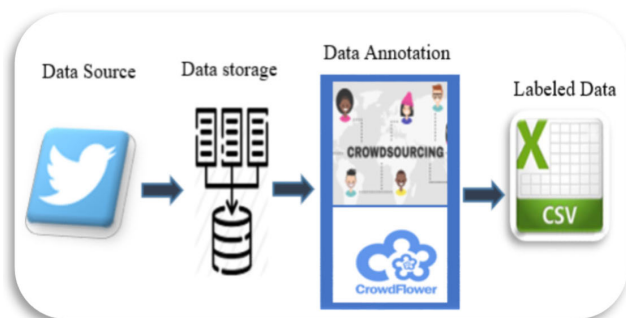 Data Source
Data storage
Data Annotation
Labeled Data
CROWDSOURCING
CrowdFlower
X
CSV